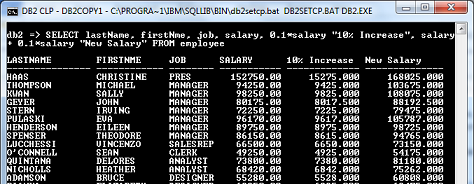 DB2 CLP - DB2COPY1 - C:\PROGRA~1\IBM\SQLLIB\BIN\db2setcp.bat DB2SETCP.BAT DB2.EXE
db2 => SELECT lastName, firstNme, job, salary, 0.1*salary "10% Increase", salary
+ 0.1*salary "New Salary" FROM employee
LASTNAME FIRSTNME JOB SALARY 10% Increase New Salary
HAAS CHRISTINE PRES 152750.00 15275.000 168025.000
THOMPSON MICHAEL MANAGER 94250.00 9425.000 103675.000
KWAN SALLY MANAGER 98250.00 9825.000 108075.000
GEYER JOHN MANAGER 80175.00 8017.500 88192.500
STERN IRVING MANAGER 72250.00 7225.000 79475.000
PULASKI EVA MANAGER 96170.00 9617.000 105787.000
HENDERSON EILEEN MANAGER 89750.00 8975.000 98725.000
SPENSER THEODORE MANAGER 86150.00 8615.000 94765.000
LUCCHESSI VINCENZO SALESREP 66500.00 6650.000 73150.000
O'CONNELL SEAN CLERK 49250.00 4925.000 54175.000
QUINTANA DELORES ANALYST 73800.00 7380.000 81180.000
NICHOLLS HEATHER ANALYST 68420.00 6842.000 75262.000
ADAMSON BRUCE DESIGNER 55280.00 5528.000 60808.000